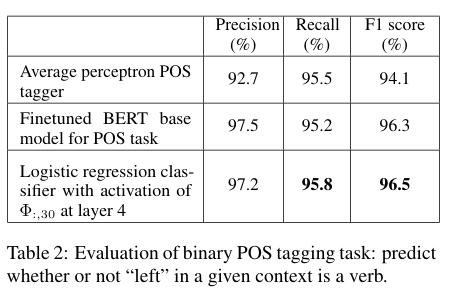 Precision Recall F1 score
(%) (%) (%)
Average perceptron POS
tagger
92.7 95.5 94.1
Finetuned BERT base
model for POS task
97.5 95.2 96.3
Logistic regression clas-
sifier with activation of
Φ:,30 at layer 4
97.2 95.8 96.5
Table 2: Evaluation of binary POS tagging task: predict
whether or not “left” in a given context is a verb.